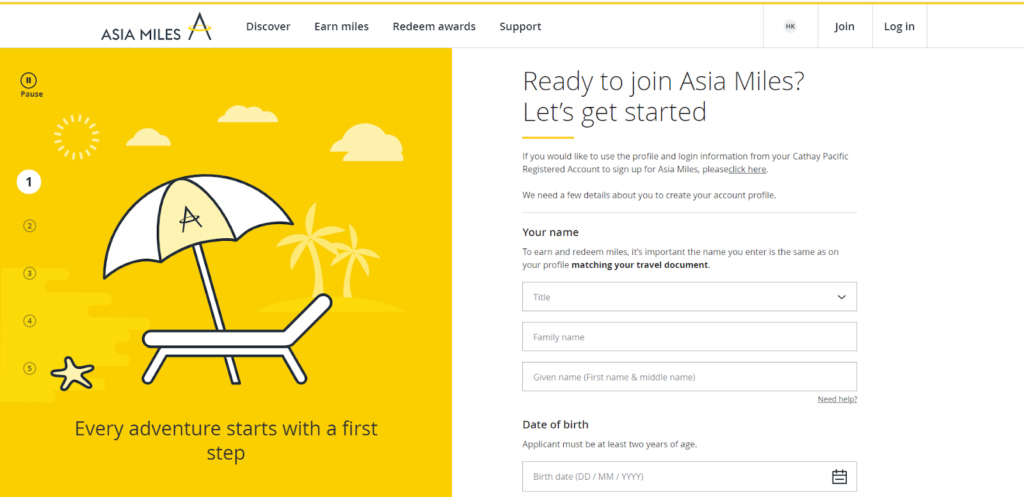 ASIA MILES
Discover
Earn miles
Redeem awards
Support
HK
Join
Log in
Pause
1
2
3
4
5
Every adventure starts with a first
step
Ready to join Asia Miles?
Let's get started
If you would like to use the profile and login information from your Cathay Pacific
Registered Account to sign up for Asia Miles, pleaseclick here.
We need a few details about you to create your account profile.
Your name
To earn and redeem miles, it's important the name you enter is the same as on
your profile matching your travel document.
Title
Family name
Given name (First name & middle name)
Need help?
Date of birth
Applicant must be at least two years of age.
Birth date (DD / MM / YYYY)